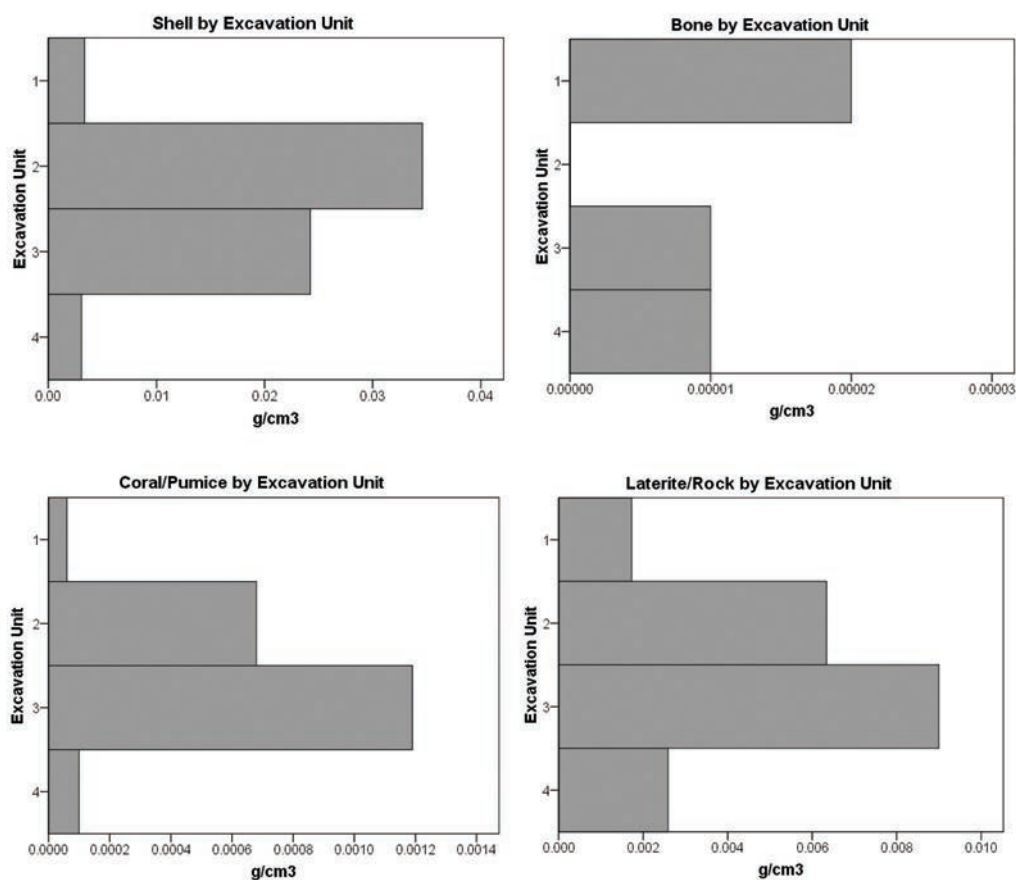 Shell by Excavation Unit
Excavation Unit
1
2
3
4
0.00 0.01 0.02 0.03 0.04
g/cm3
Bone by Excavation Unit
Excavation Unit
1
2
3
4
0.00000 0.00001 0.00002 0.00003
g/cm3
Coral/Pumice by Excavation Unit
Excavation Unit
1
2
3
4
0.0000 0.0002 0.0004 0.0006 0.0008 0.0010 0.0012 0.0014
g/cm3
Laterite/Rock by Excavation Unit
Excavation Unit
1
2
3
4
0.000 0.002 0.004 0.006 0.008 0.010
g/cm3